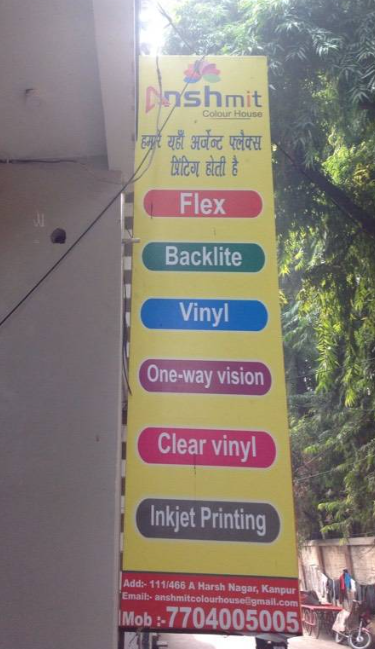 Anshmit
Colour House
हमारे यहाँ अर्जेन्ट फ्लैक्स
प्रिंटिग होती है
Flex
Backlite
Vinyl
One-way vision
Clear vinyl
Inkjet Printing
Add:- 111/466 A Harsh Nagar, Kanpur
Email:- anshmitcolourhouse@gmail.com
Mob :-7704005005